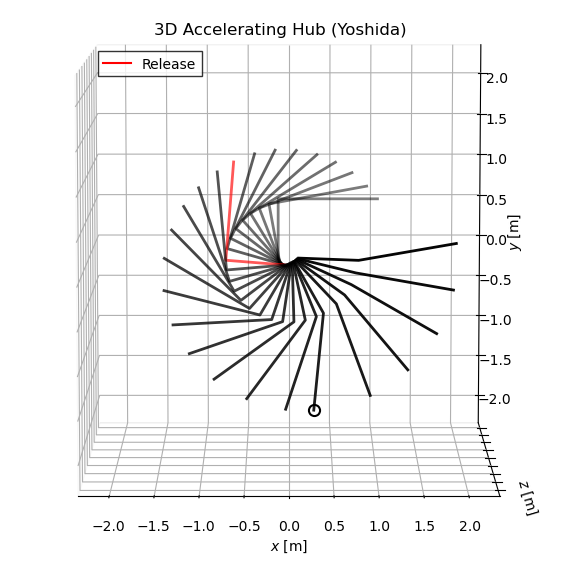 3D Accelerating Hub (Yoshida)
Release
2.0
1.5
1.0
0.5
0.0
−0.5
−1.0
−1.5
−2.0
y [m]
z [m]
−2.0 −1.5 −1.0 −0.5 0.0 0.5 1.0 1.5 2.0
x [m]